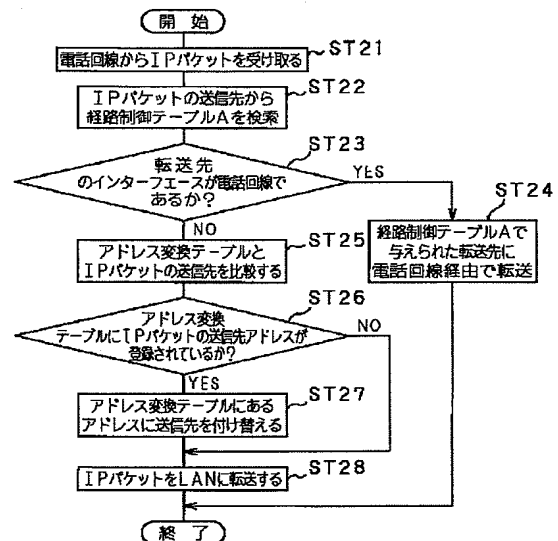 開始
電話回線からIPパケットを受け取る
ST21
IPパケットの送信先から
経路制御テーブルAを検索
ST22
ST23
転送先
のインターフェースが電話回線で
あるか?
YES
NO
ST24
経路制御テーブルAで
与えられた転送先に
電話回線経由で転送
ST25
アドレス変換テーブルと
IPパケットの送信先を比較する
ST26
アドレス変換
テーブルにIPパケットの送信先アドレスが
登録されているか?
NO
YES
ST27
アドレス変換テーブルにある
アドレスに送信先を付け替える
ST28
IPパケットをLANに転送する
終了